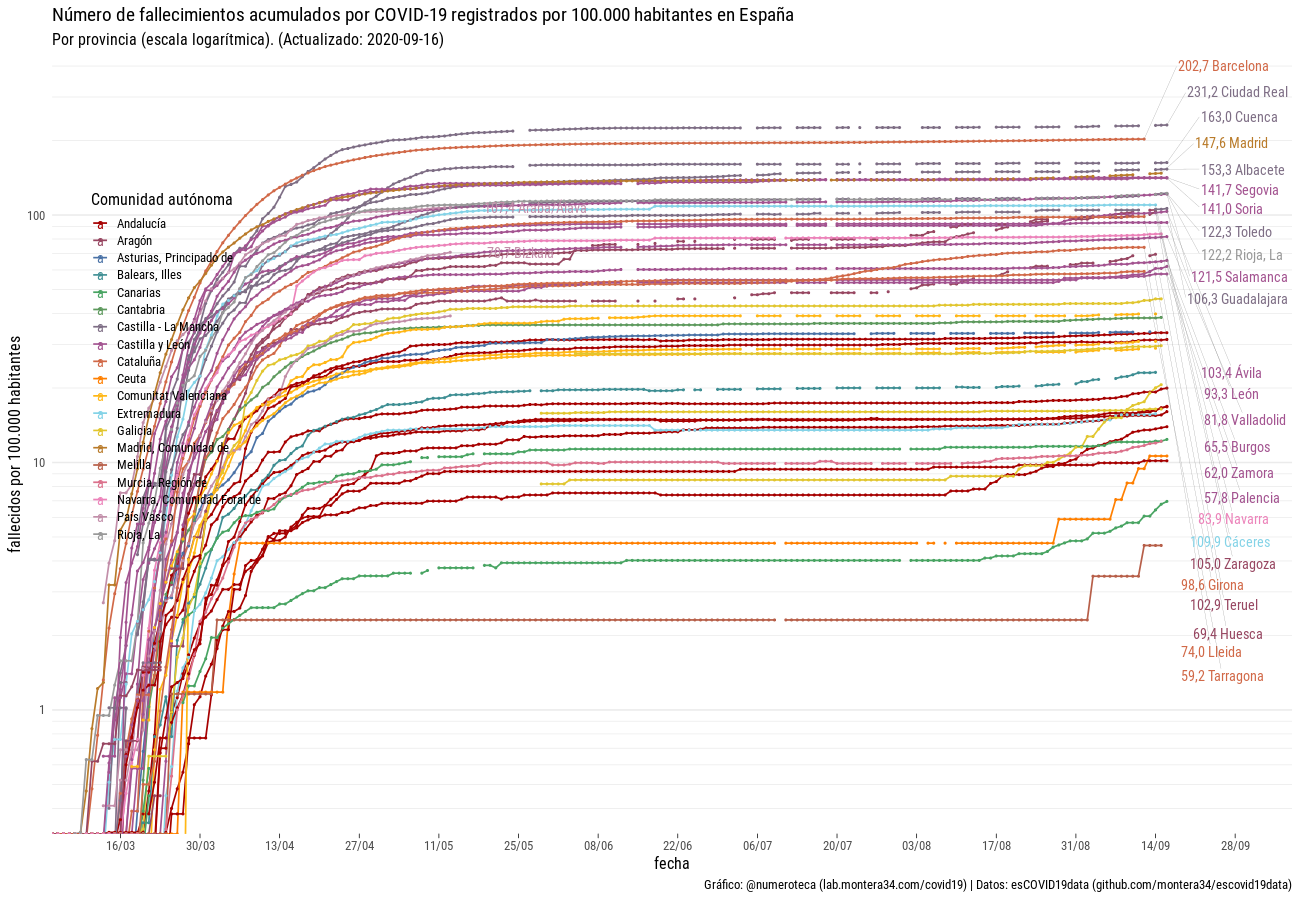 Número de fallecimientos acumulados por COVID-19 registrados por 100.000 habitantes en España
Por provincia (escala logarítmica). (Actualizado: 2020-09-16)
202,7 Barcelona
231,2 Ciudad Real
163,0 Cuenca
147,6 Madrid
153,3 Albacete
141,7 Segovia
141,0 Soria
122,3 Toledo
122,2 Rioja, La
121,5 Salamanca
106,3 Guadalajara
103,4 Ávila
93,3 León
81,8 Valladolid
65,5 Burgos
62,0 Zamora
57,8 Palencia
83,9 Navarra
109,9 Cáceres
105,0 Zaragoza
98,6 Girona
102,9 Teruel
69,4 Huesca
74,0 Lleida
59,2 Tarragona
Comunidad autónoma
Andalucía
Aragón
Asturias, Principado de
Balears, Illes
Canarias
Cantabria
Castilla - La Mancha
Castilla y León
Cataluña
Ceuta
Comunitat Valenciana
Extremadura
Galicia
Madrid, Comunidad de
Melilla
Murcia, Región de
Navarra, Comunidad Foral de
País Vasco
Rioja, La
Araba/Álava
Bizkaia
fallecidos por 100.000 habitantes
100
10
1
16/03
30/03
13/04
27/04
11/05
25/05
08/06
22/06
06/07
20/07
03/08
17/08
31/08
14/09
28/09
fecha
Gráfico: @numeroteca (lab.montera34.com/covid19) | Datos: esCOVID19data (github.com/montera34/escovid19data)